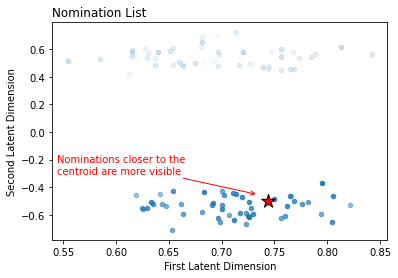 Nomination List
Second Latent Dimension
0.6
0.4
0.2
0.0
−0.2
−0.4
−0.6
Nominations closer to the
centroid are more visible
0.55 0.60 0.65 0.70 0.75 0.80 0.85
First Latent Dimension